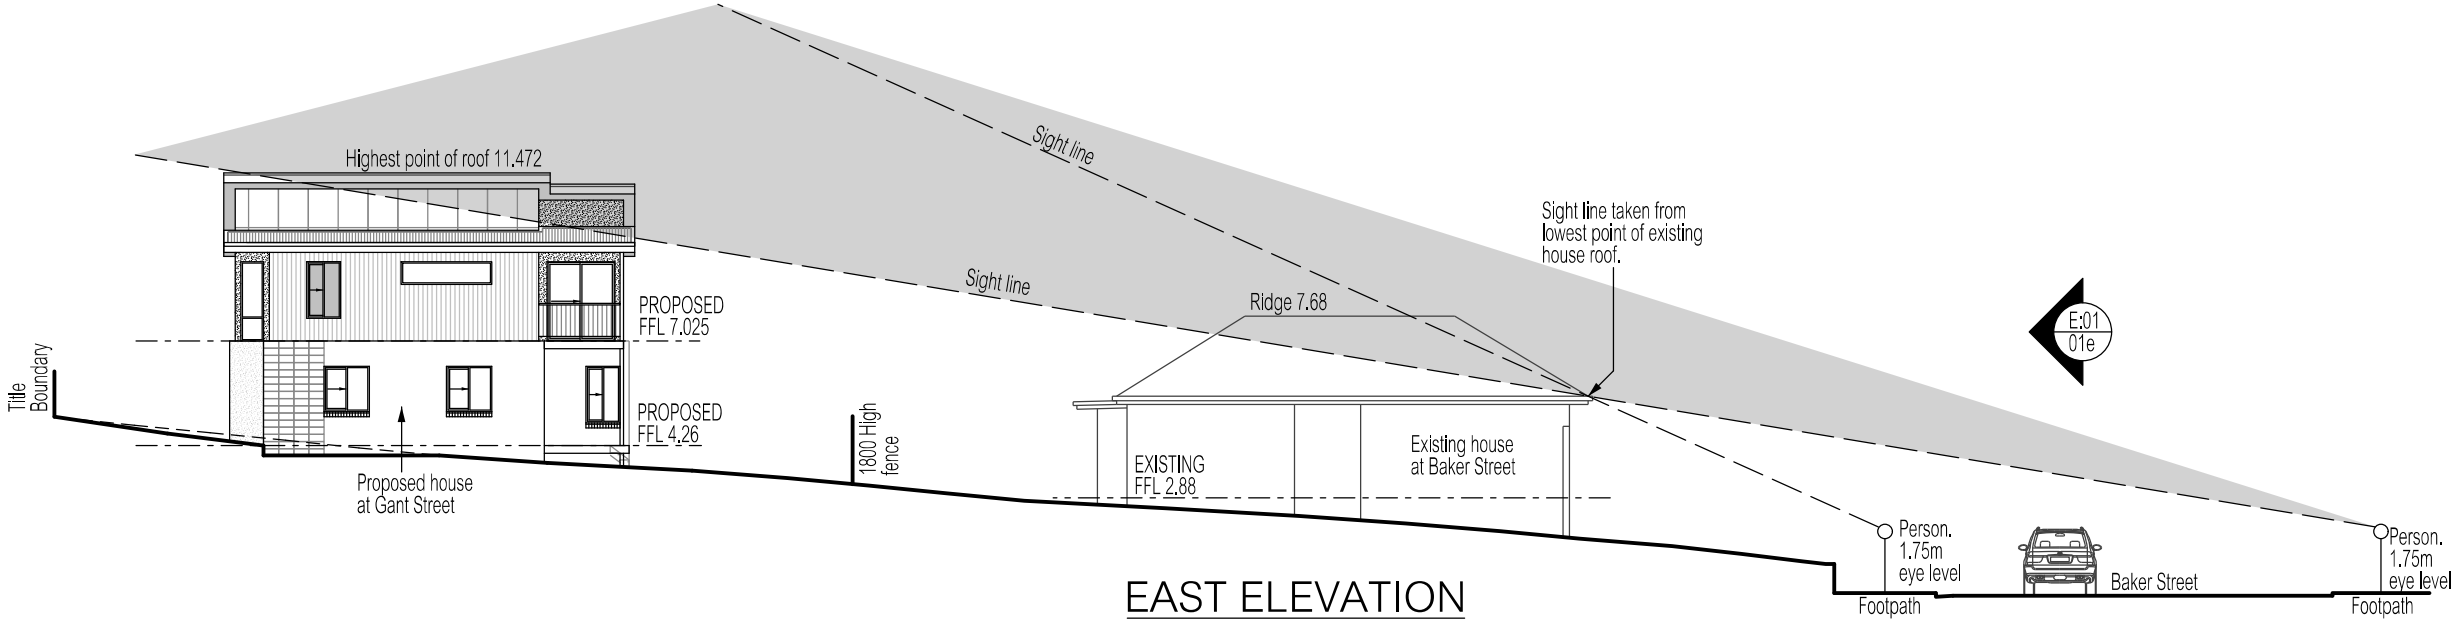 Highest point of roof 11.472
Sight line
Sight line
Sight line taken from
lowest point of existing
house roof.
Ridge 7.68
PROPOSED
FFL 7.025
E:01
01e
Title
Boundary
PROPOSED
FFL 4.26
1800 High
fence
Existing house
at Baker Street
EXISTING
FFL 2.88
Proposed house
at Gant Street
Person.
1.75m
eye level
Person.
1.75m
eye level
Baker Street
Footpath
Footpath
EAST ELEVATION